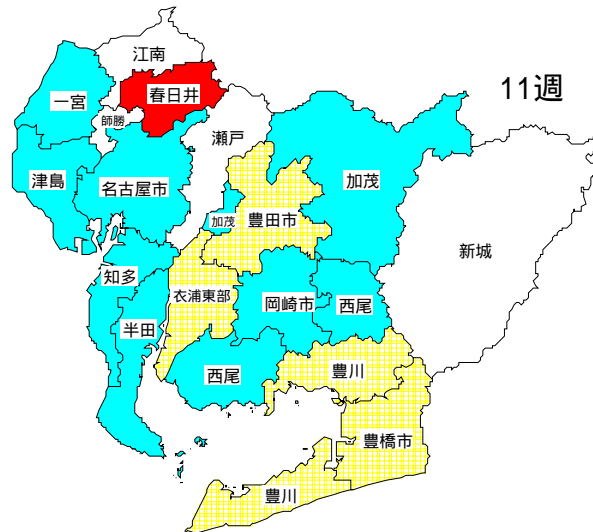 江南
11週
春日井
一宮
師勝
瀬戸
津島
名古屋市
加茂
加茂
豊田市
新城
知多
衣浦東部
岡崎市
西尾
半田
西尾
豊川
豊橋市
豊川